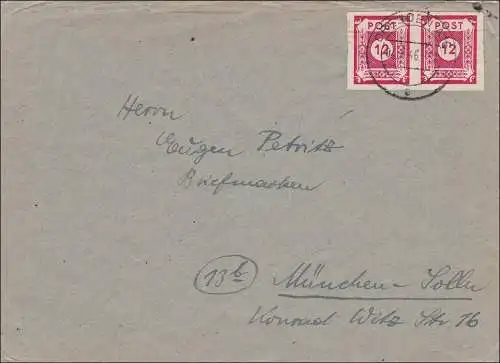 POST POST
12 12
Herrn
Eugen Petritz
Briefmarken
13b München-Solln
Konrad Witz Str. 16